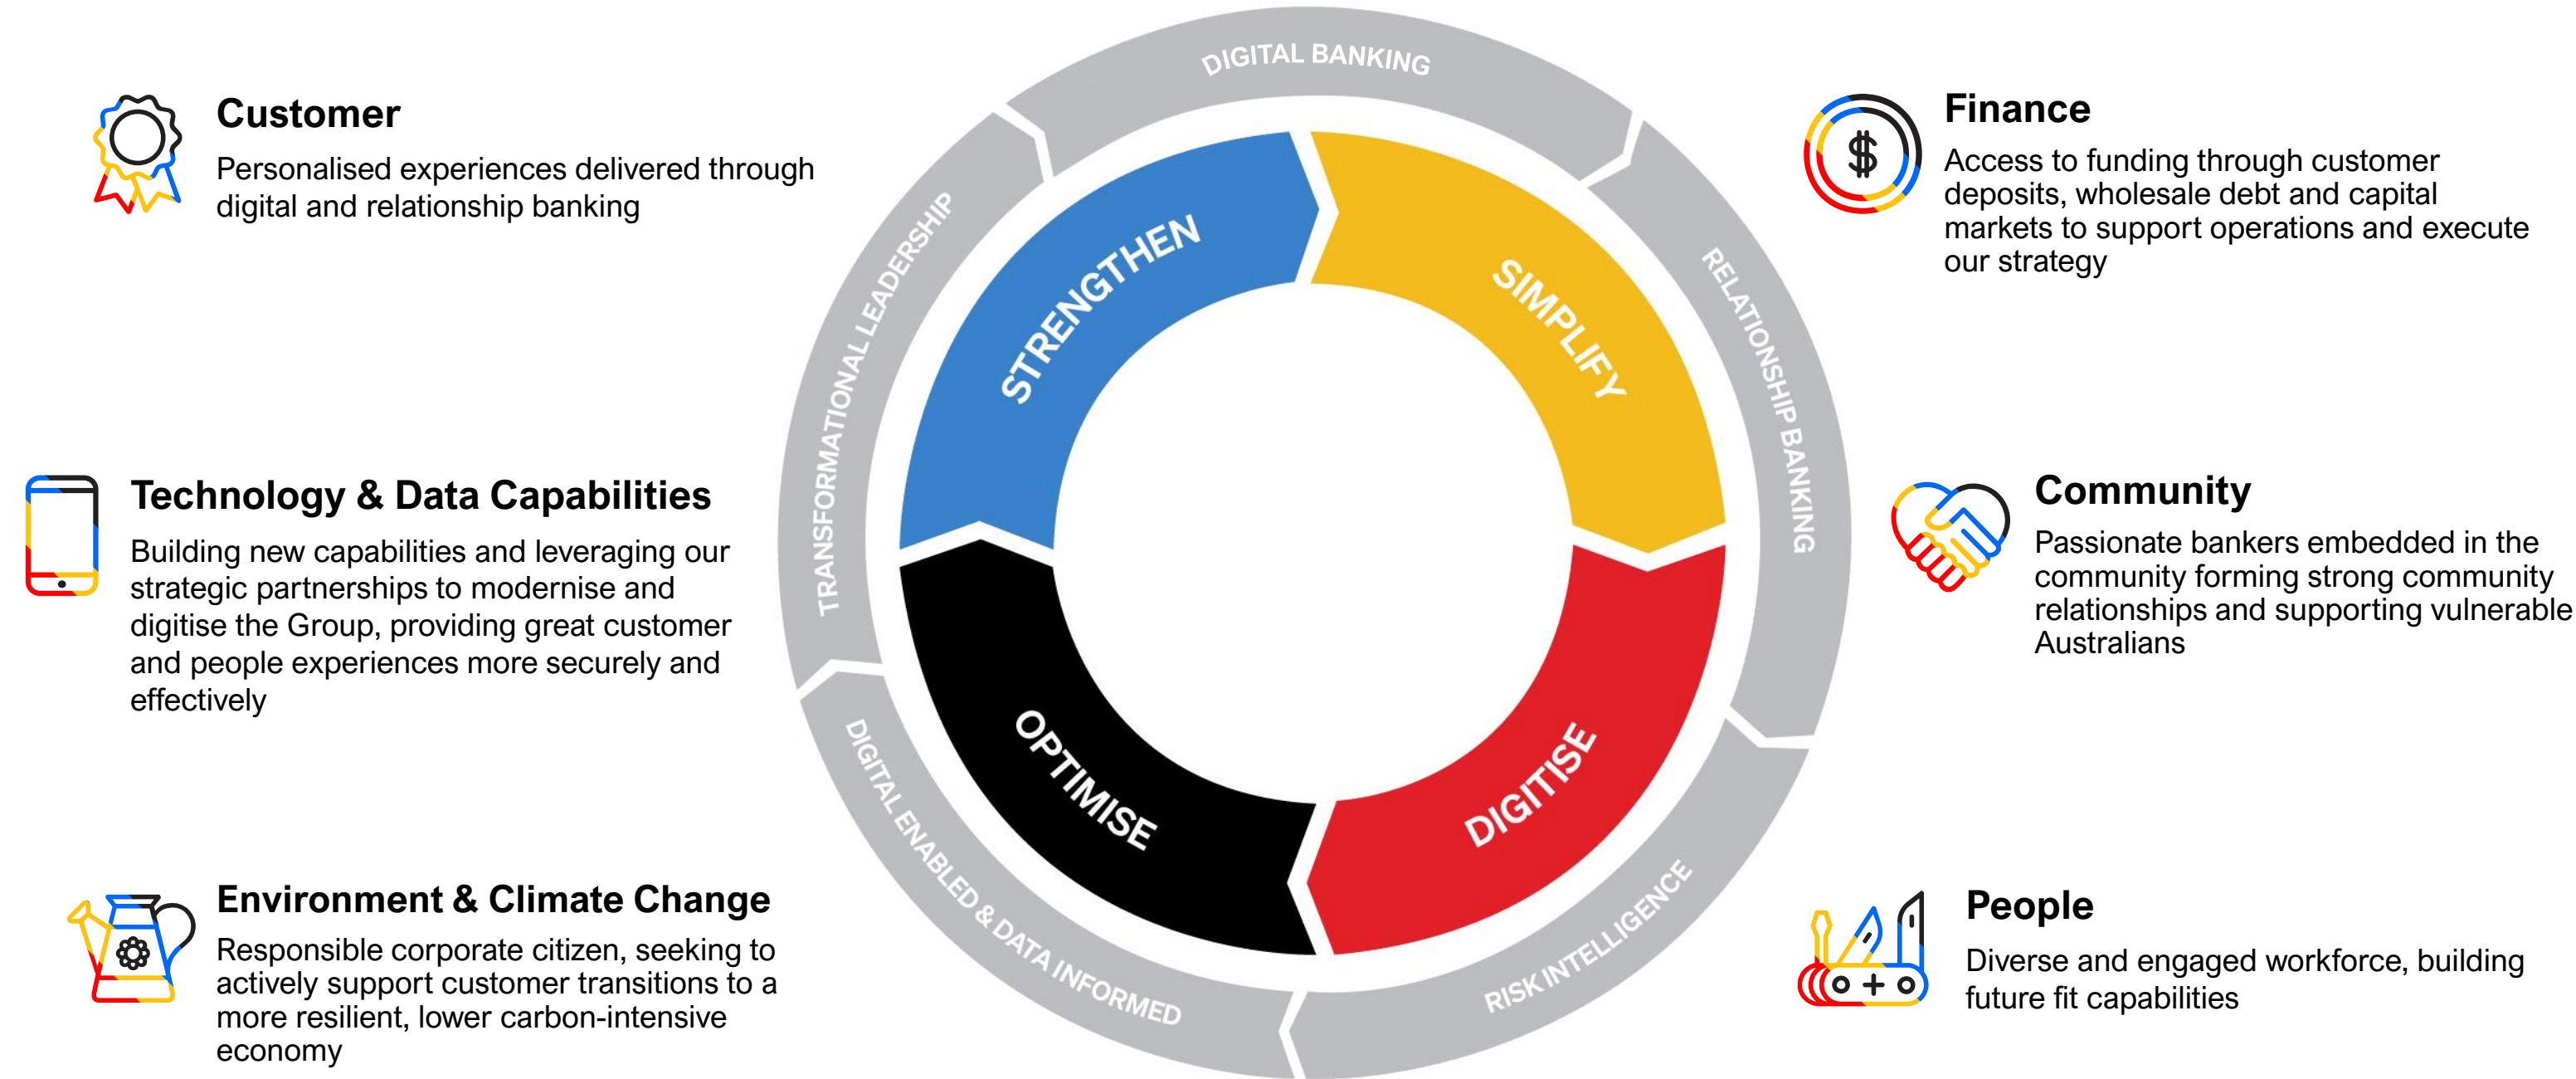 DIGITAL BANKING
Customer
Personalised experiences delivered through
digital and relationship banking
Finance
Access to funding through customer
deposits, wholesale debt and capital
markets to support operations and execute
our strategy
TRANSFORMATIONAL LEADERSHIP
STRENGTHEN
SIMPLIFY
RELATIONSHIP BANKING
Technology & Data Capabilities
Building new capabilities and leveraging our
strategic partnerships to modernise and
digitise the Group, providing great customer
and people experiences more securely and
effectively
Community
Passionate bankers embedded in the
community forming strong community
relationships and supporting vulnerable
Australians
OPTIMISE
DIGITISE
DIGITAL ENABLED & DATA INFORMED
RISK INTELLIGENCE
Environment & Climate Change
Responsible corporate citizen, seeking to
actively support customer transitions to a
more resilient, lower carbon-intensive
economy
People
Diverse and engaged workforce, building
future fit capabilities